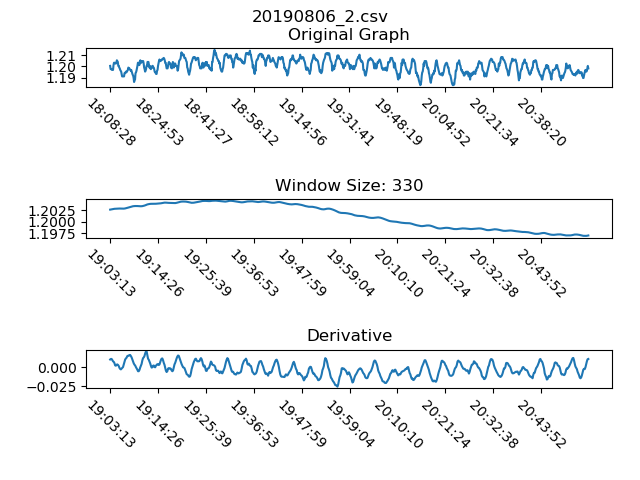 20190806_2.csv
Original Graph
1.21
1.20
1.19
18:08:28 18:24:53 18:41:27 18:58:12 19:14:56 19:31:41 19:48:19 20:04:52 20:21:34 20:38:20
Window Size: 330
1.2025
1.2000
1.1975
19:03:13 19:14:26 19:25:39 19:36:53 19:47:59 19:59:04 20:10:10 20:21:24 20:32:38 20:43:52
Derivative
0.000
−0.025
19:03:13 19:14:26 19:25:39 19:36:53 19:47:59 19:59:04 20:10:10 20:21:24 20:32:38 20:43:52